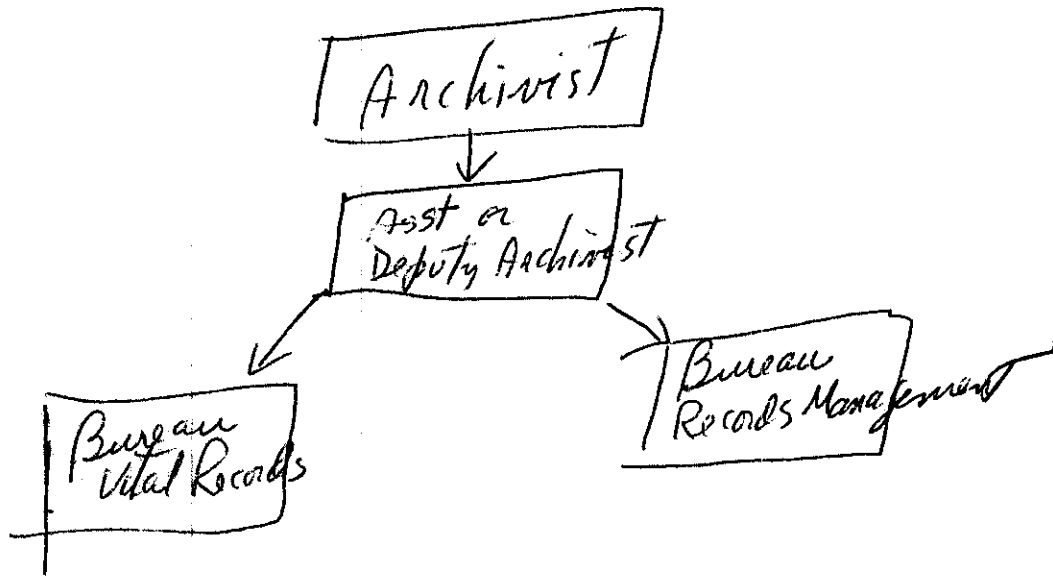 Archivist
Asst or
Deputy Archivist
Bureau
Vital Records
Bureau
Records Management